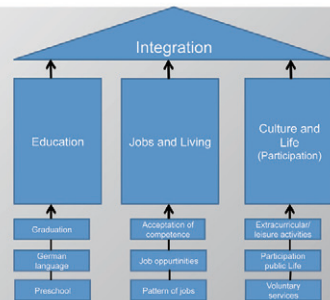 Integration
Education
Jobs and Living
Culture and
Life
(Participation)
Graduation
Acceptation of
competence
Extracurricular/
leisure activities
German
language
Job oppurtinities
Participation
public Life
Preschool
Pattern of jobs
Voluntary
services